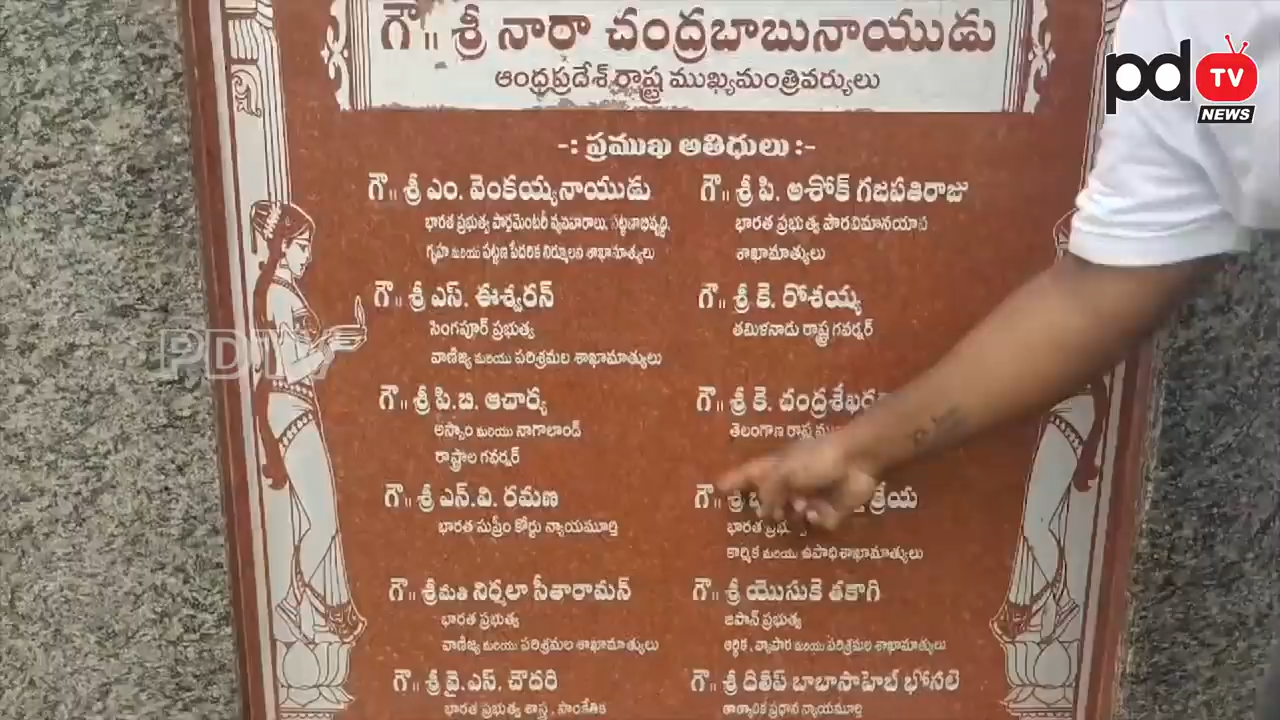 గౌ॥ శ్రీ నారా చంద్రబాబునాయుడు
ఆంధ్రప్రదేశ్ రాష్ట్ర ముఖ్యమంత్రివర్యులు
-: ప్రముఖ అతిధులు :-
గౌ॥ శ్రీ ఎం. వెంకయ్యనాయుడు
భారత ప్రభుత్వ పార్లమెంటరీ వ్యవహారాలు, పట్టణాభివృద్ధి,
గృహ మరియు పట్టణ పేదరిక నిర్మూలన శాఖామాత్యులు
గౌ॥ శ్రీ పి. అశోక్ గజపతిరాజు
భారత ప్రభుత్వ పౌరవిమానయాన
శాఖామాత్యులు
గౌ॥ శ్రీ ఎస్. ఈశ్వరన్
సింగపూర్ ప్రభుత్వ
వాణిజ్య మరియు పరిశ్రమల శాఖామాత్యులు
గౌ॥ శ్రీ కె. రోశయ్య
తమిళనాడు రాష్ట్ర గవర్నర్
గౌ॥ శ్రీ పి.బి. ఆచార్య
అస్సాం మరియు నాగాలాండ్
రాష్ట్రాల గవర్నర్
గౌ॥ శ్రీ కె. చంద్రశేఖర
తెలంగాణ రాష్ట్ర
గౌ॥ శ్రీ ఎన్.వి. రమణ
భారత సుప్రీం కోర్టు న్యాయమూర్తి
గౌ॥ శ్రీ
భారత ప్రభుత్వ
కార్మిక మరియు ఉపాధి శాఖామాత్యులు
గౌ॥ శ్రీమతి నిర్మలా సీతారామన్
భారత ప్రభుత్వ
వాణిజ్య మరియు పరిశ్రమల శాఖామాత్యులు
గౌ॥ శ్రీ యొసుకె తకాగి
జపాన్ ప్రభుత్వ
ఆర్థిక, వ్యాపార మరియు పరిశ్రమల శాఖామాత్యులు
గౌ॥ శ్రీ వై.ఎస్. చౌదరి
భారత ప్రభుత్వ శాస్త్ర, సాంకేతిక
గౌ॥ శ్రీ దిలీప్ బాబాసాహెబ్ భోసలె
తాత్కాలిక ప్రధాన న్యాయమూర్తి
pd TV
NEWS
PDTV